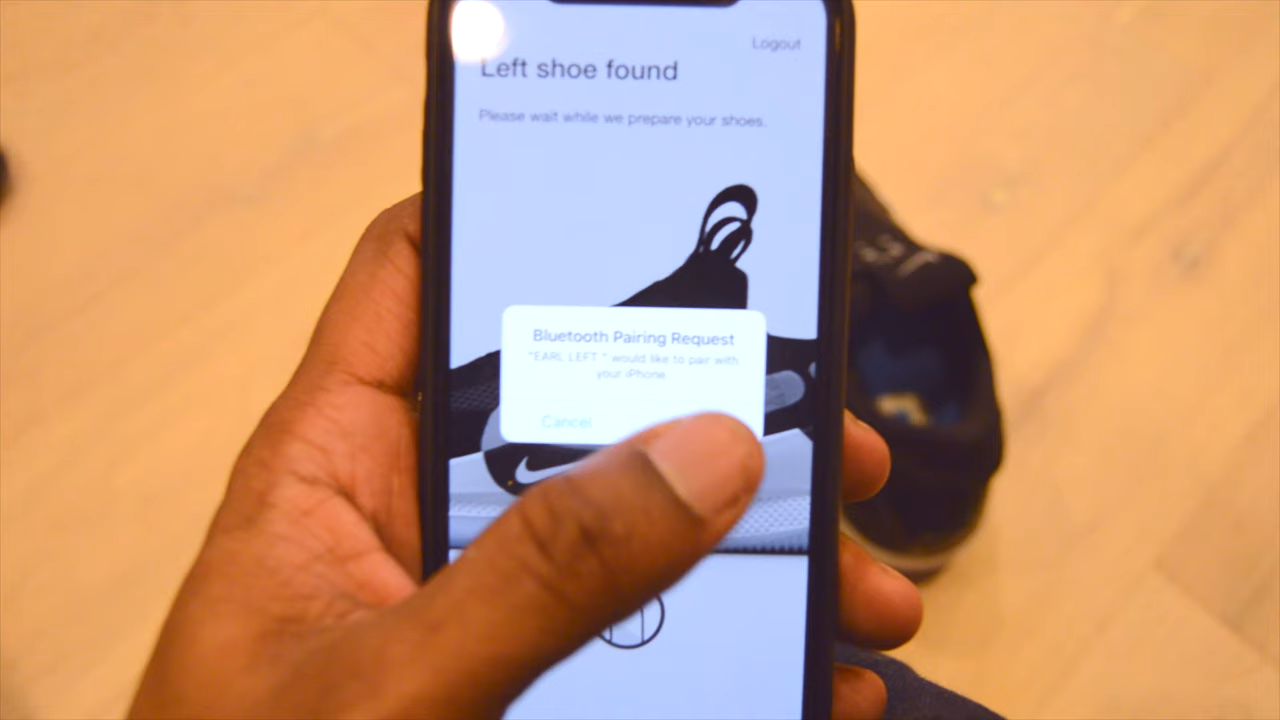 Logout
Left shoe found
Please wait while we prepare your shoes.
Bluetooth Pairing Request
"EARL LEFT " would like to pair with
your iPhone
Cancel